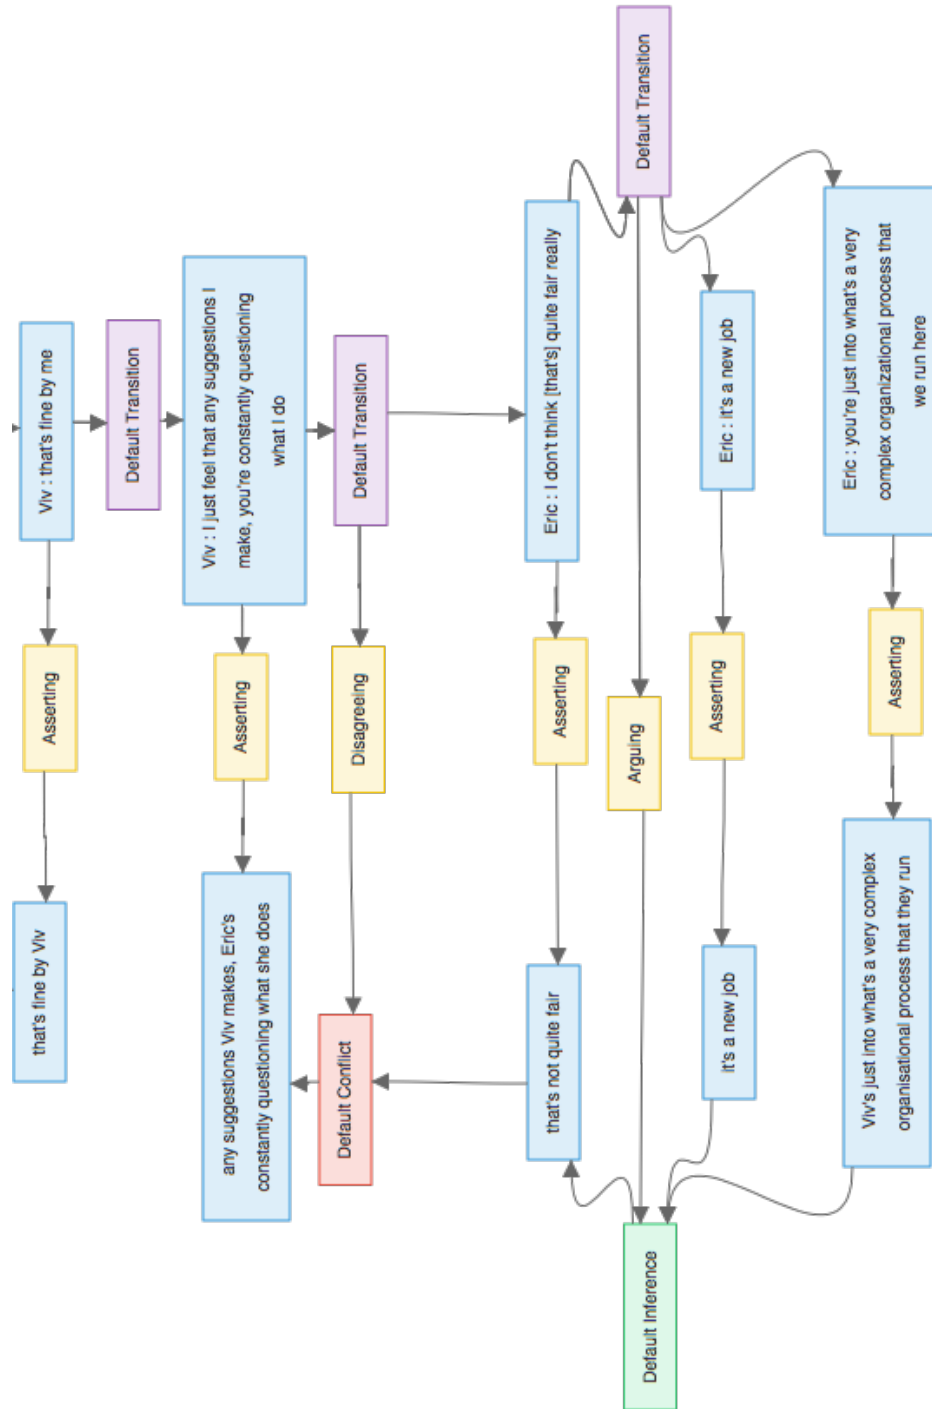 that's fine by Viv
Asserting
Viv : that's fine by me
Default Transition
any suggestions Viv makes, Eric's
constantly questioning what she does
Asserting
Viv : I just feel that any suggestions I
make, you're constantly questioning
what I do
Default Conflict
Disagreeing
Default Transition
that's not quite fair
Asserting
Eric : I don't think [that's] quite fair really
Default Inference
Arguing
Default Transition
it's a new job
Asserting
Eric : it's a new job
Viv's just into what's a very complex
organisational process that they run
Asserting
Eric : you're just into what's a very
complex organizational process that
we run here